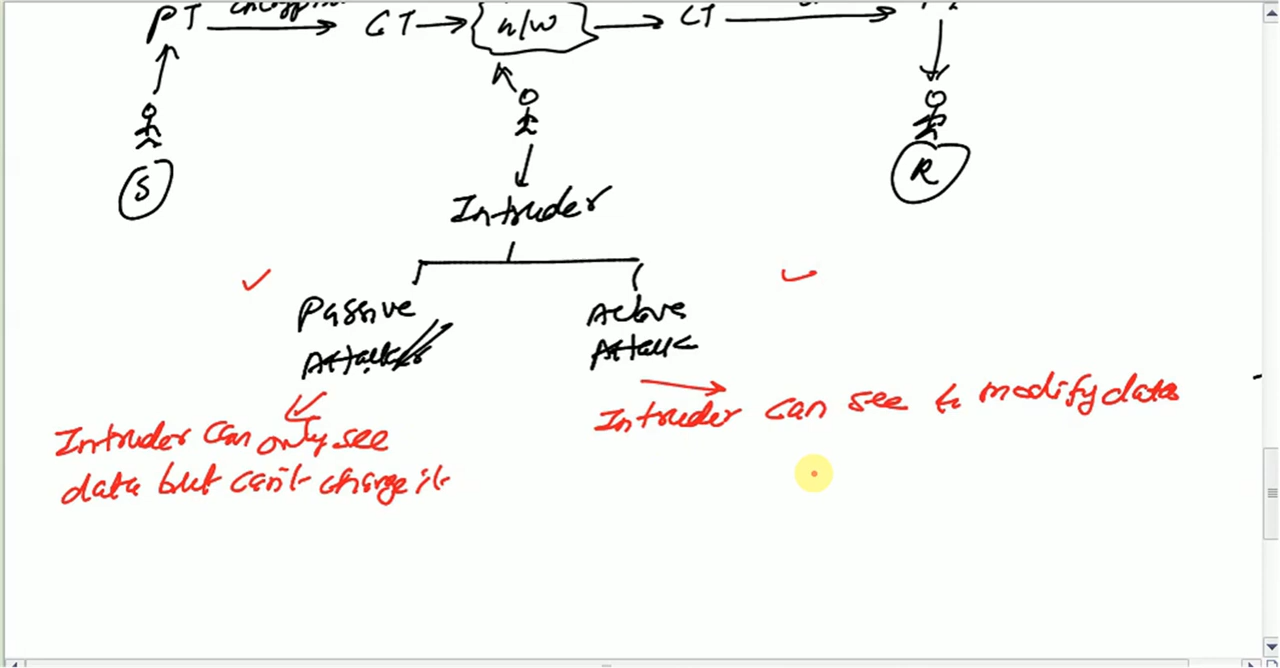 PT CT n/w CT
S
R
Intruder
Passive Active
Attacks Attack
Intruder can see & modify data
Intruder can only see
data but can't change it